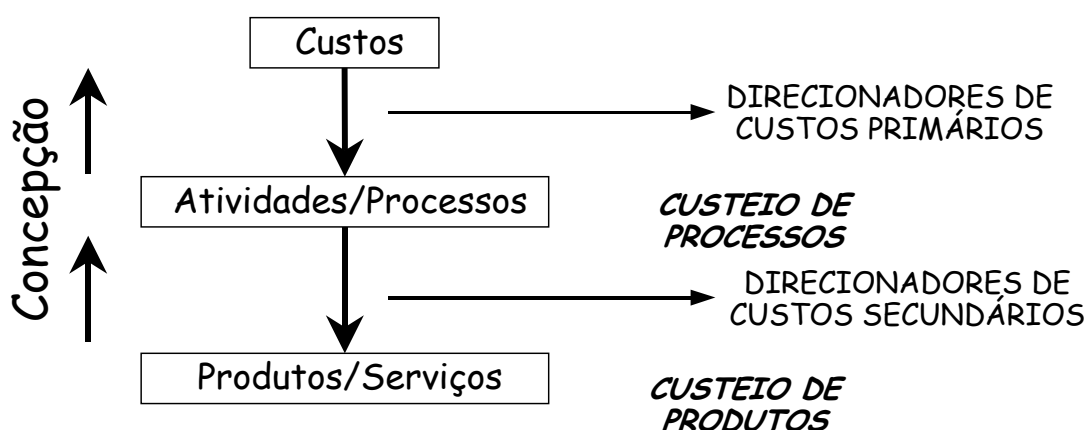 Custos
DIRECIONADORES DE
CUSTOS PRIMÁRIOS
Concepção
Atividades/Processos
CUSTEIO DE
PROCESSOS
DIRECIONADORES DE
CUSTOS SECUNDÁRIOS
Produtos/Serviços
CUSTEIO DE
PRODUTOS